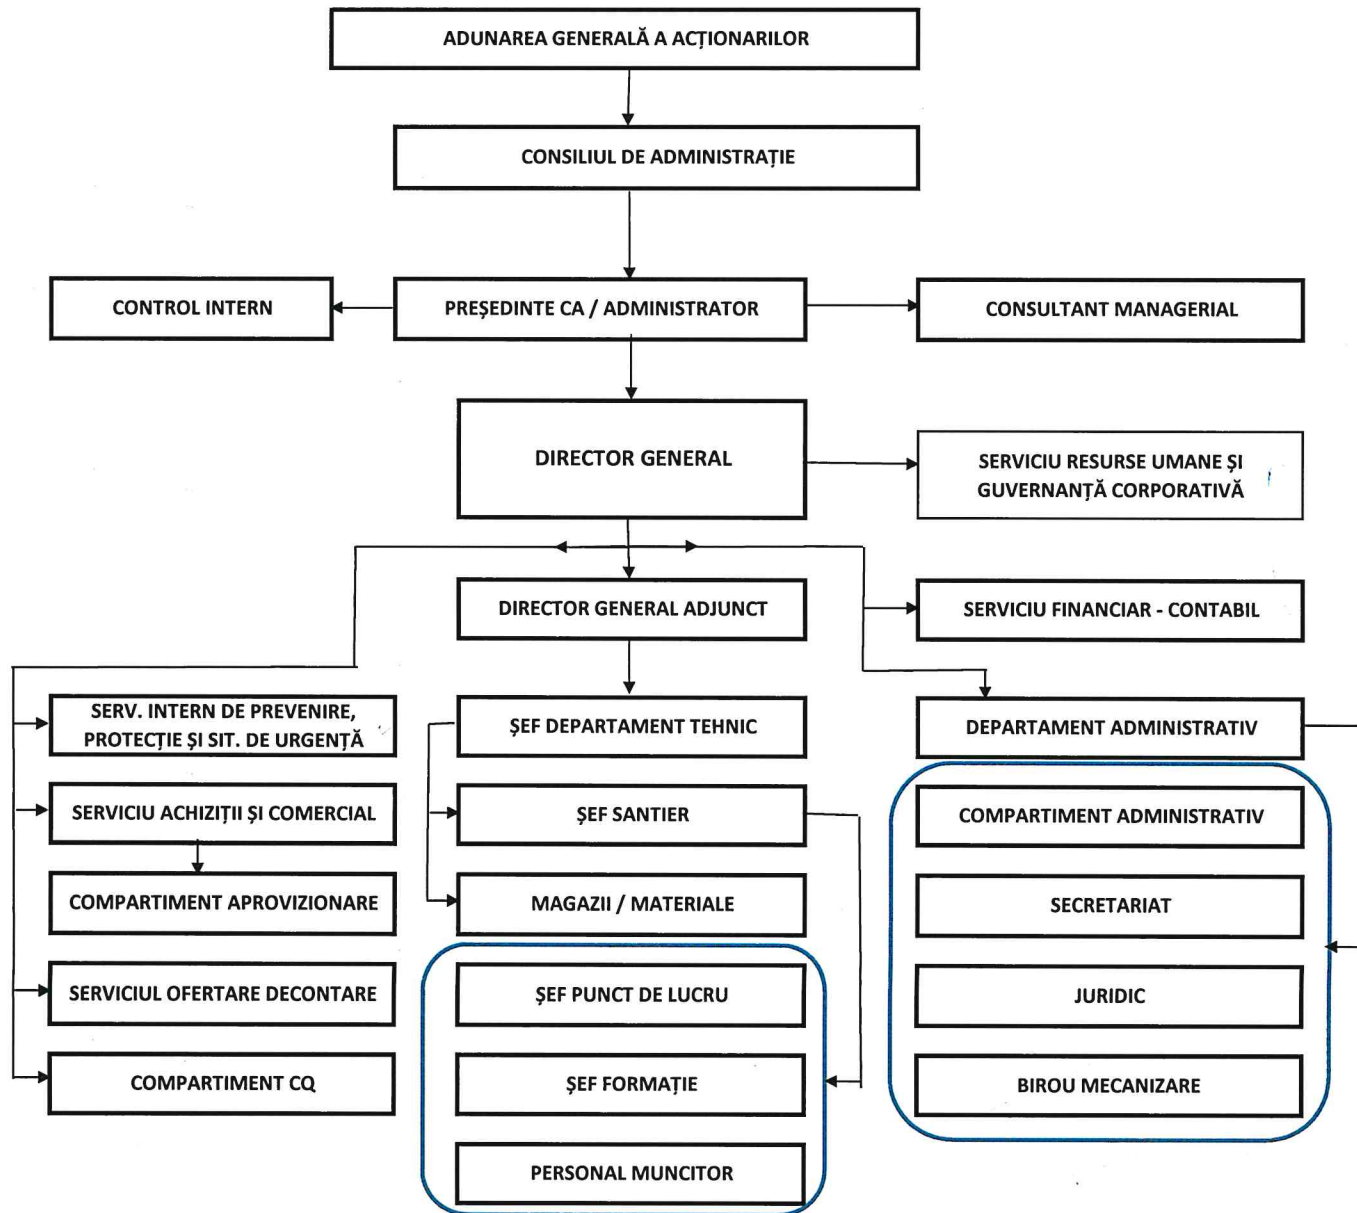 ADUNAREA GENERALĂ A ACȚIONARILOR
CONSILIUL DE ADMINISTRAȚIE
CONTROL INTERN
PREȘEDINTE CA / ADMINISTRATOR
CONSULTANT MANAGERIAL
DIRECTOR GENERAL
SERVICIU RESURSE UMANE ȘI
GUVERNANȚĂ CORPORATIVĂ
DIRECTOR GENERAL ADJUNCT
SERVICIU FINANCIAR - CONTABIL
SERV. INTERN DE PREVENIRE,
PROTECȚIE ȘI SIT. DE URGENȚĂ
ȘEF DEPARTAMENT TEHNIC
DEPARTAMENT ADMINISTRATIV
SERVICIU ACHIZIȚII ȘI COMERCIAL
ȘEF SANTIER
COMPARTIMENT ADMINISTRATIV
COMPARTIMENT APROVIZIONARE
MAGAZII / MATERIALE
SECRETARIAT
SERVICIUL OFERTARE DECONTARE
ȘEF PUNCT DE LUCRU
JURIDIC
COMPARTIMENT CQ
ȘEF FORMAȚIE
BIROU MECANIZARE
PERSONAL MUNCITOR